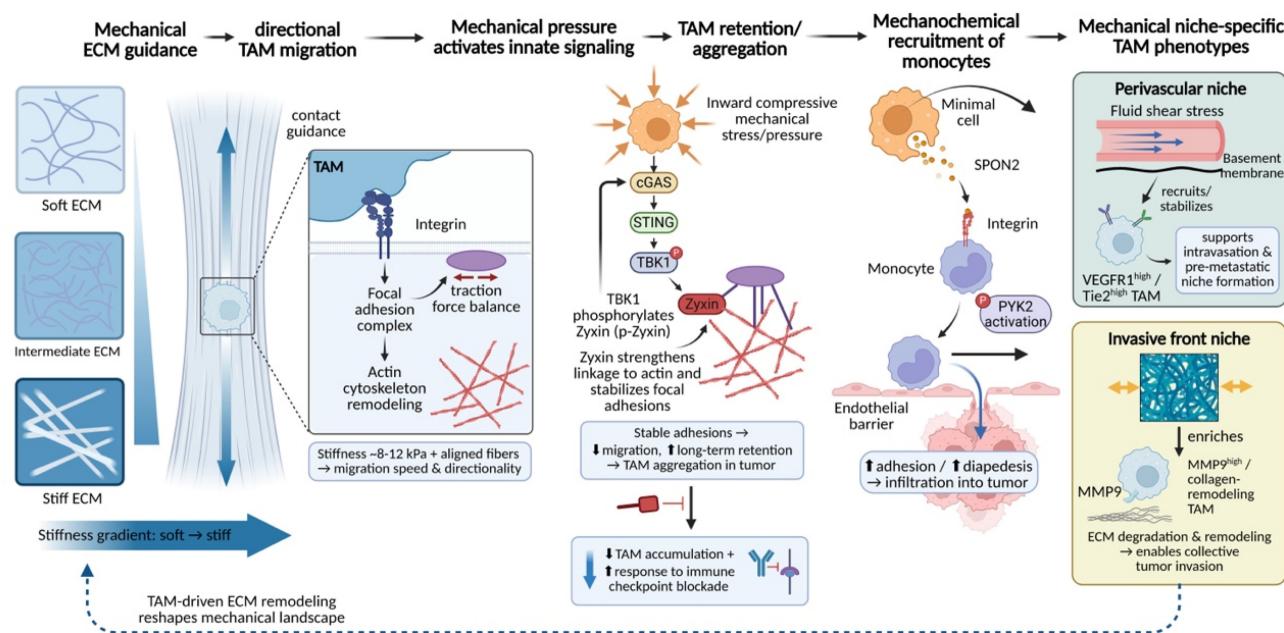 Mechanical
ECM guidance
directional
TAM migration
Mechanical pressure
activates innate signaling
TAM retention/
aggregation
Mechanochemical
recruitment of
monocytes
Mechanical niche-specific
TAM phenotypes
Soft ECM
Intermediate ECM
Stiff ECM
Stiffness gradient: soft → stiff
contact
guidance
TAM
Integrin
Focal
adhesion
complex
traction
force balance
Actin
cytoskeleton
remodeling
Stiffness ~8-12 kPa + aligned fibers
→ migration speed & directionality
Inward compressive
mechanical
stress/pressure
cGAS
STING
TBK1
P
TBK1
phosphorylates
Zyxin (p-Zyxin)
Zyxin
Zyxin strengthens
linkage to actin and
stabilizes focal
adhesions
Stable adhesions →
⬇ migration, ⬆ long-term retention
→ TAM aggregation in tumor
⬇ TAM accumulation +
⬆ response to immune
checkpoint blockade
Minimal
cell
SPON2
Integrin
Monocyte
P
PYK2
activation
Endothelial
barrier
⬆ adhesion / ⬆ diapedesis
→ infiltration into tumor
Perivascular niche
Fluid shear stress
Basement
membrane
recruits/
stabilizes
VEGFR1high /
Tie2high TAM
supports
intravasation &
pre-metastatic
niche formation
Invasive front niche
enriches
MMP9high /
collagen-
remodeling
TAM
MMP9
ECM degradation & remodeling
→ enables collective
tumor invasion
TAM-driven ECM remodeling
reshapes mechanical landscape